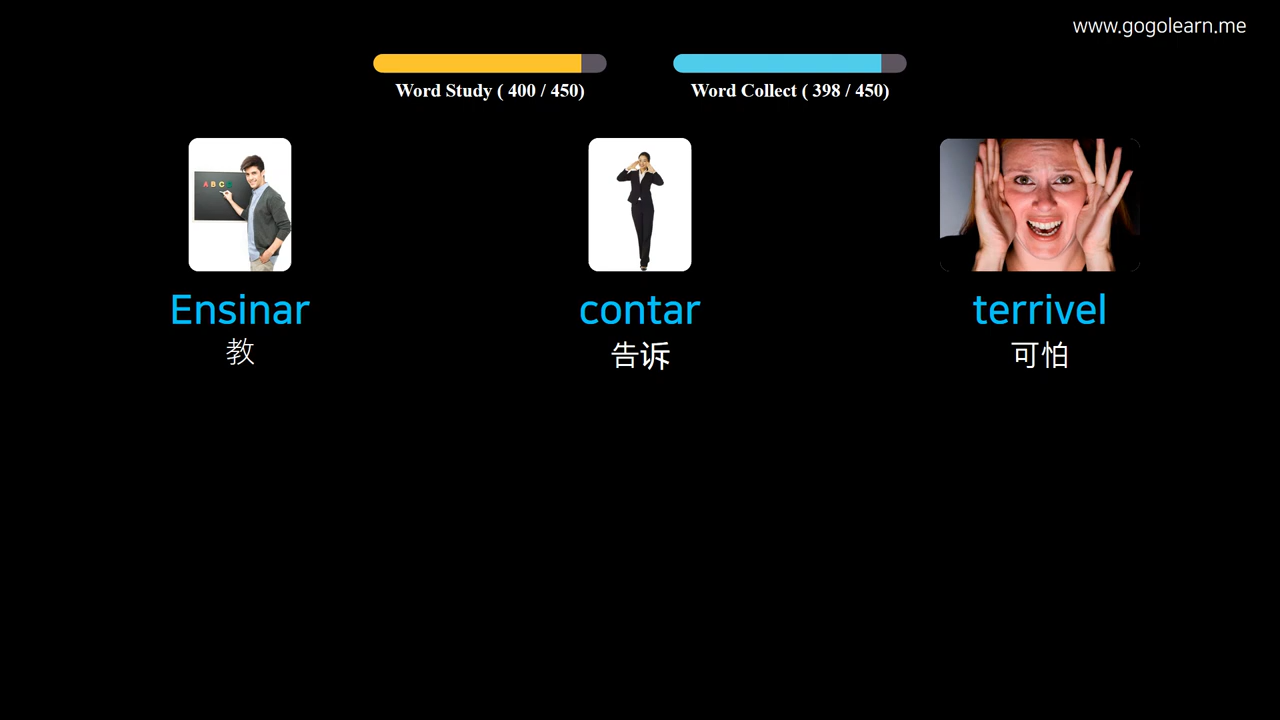 www.gogolearn.me
Word Study ( 400 / 450)
Word Collect ( 398 / 450)
A B C
Ensinar
contar
terrivel
教
告诉
可怕